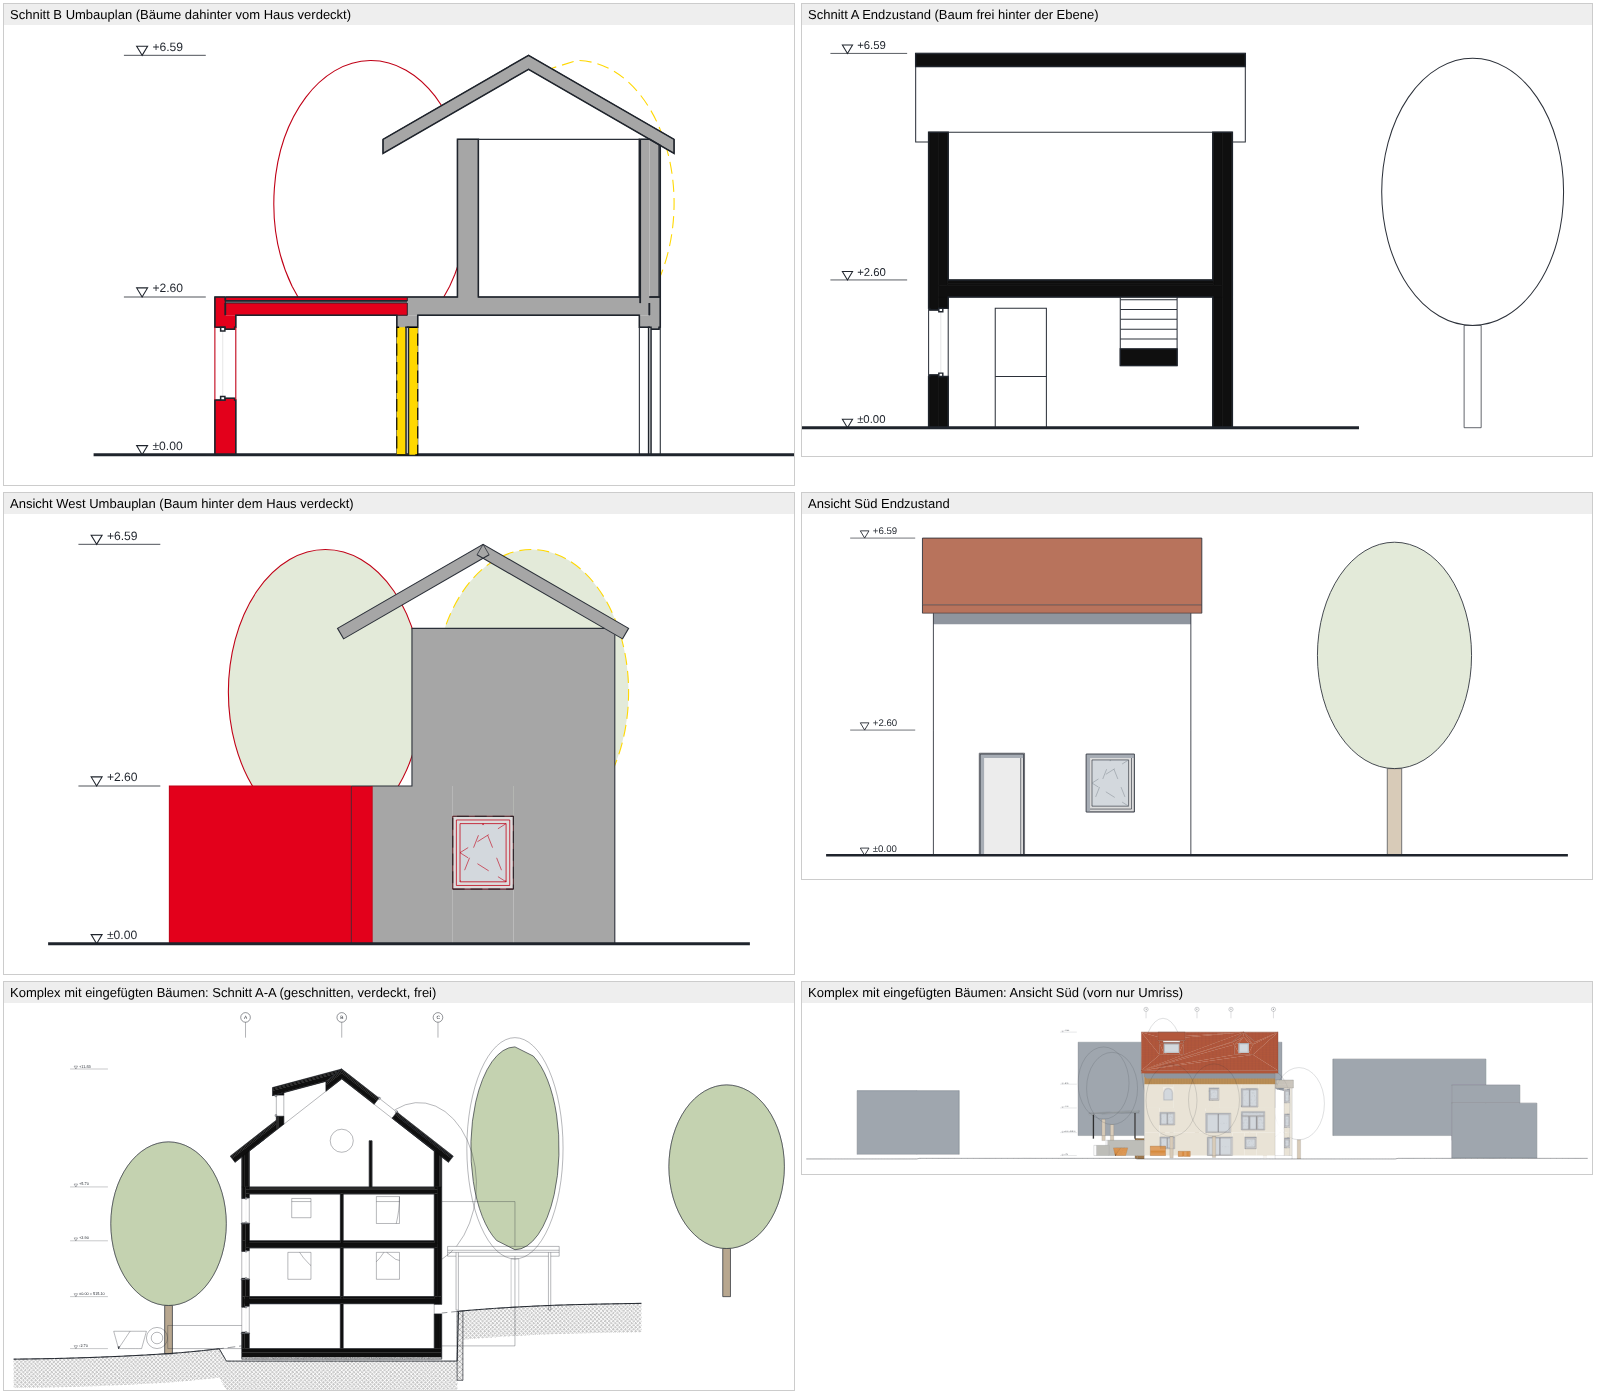 Schnitt B Umbauplan (Bäume dahinter vom Haus verdeckt)
+6.59
+2.60
±0.00
Schnitt A Endzustand (Baum frei hinter der Ebene)
+6.59
+2.60
±0.00
Ansicht West Umbauplan (Baum hinter dem Haus verdeckt)
+6.59
+2.60
±0.00
Ansicht Süd Endzustand
+6.59
+2.60
±0.00
Komplex mit eingefügten Bäumen: Schnitt A-A (geschnitten, verdeckt, frei)
A
B
C
Komplex mit eingefügten Bäumen: Ansicht Süd (vorn nur Umriss)